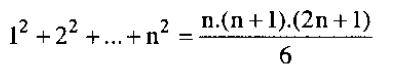 1² + 2² + ... + n² = n.(n+1).(2n+1) / 6